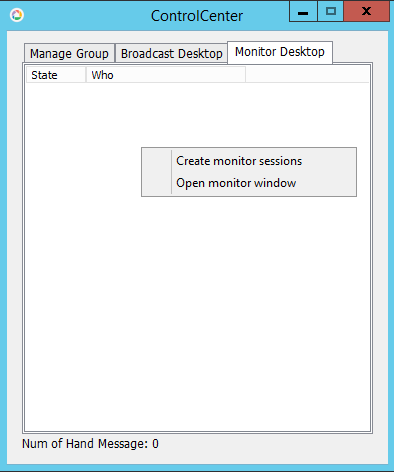 ControlCenter
Manage Group Broadcast Desktop Monitor Desktop
State Who
Create monitor sessions
Open monitor window
Num of Hand Message: 0